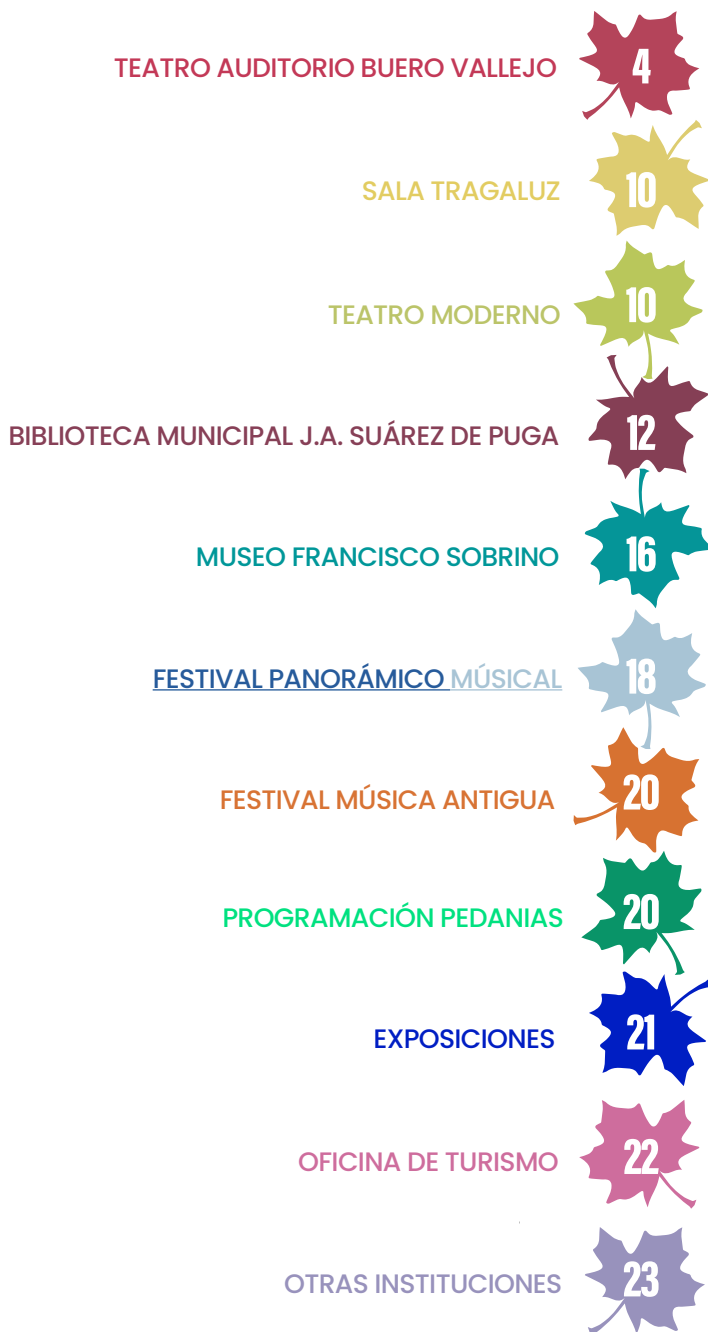 TEATRO AUDITORIO BUERO VALLEJO 4
SALA TRAGALUZ 10
TEATRO MODERNO 10
BIBLIOTECA MUNICIPAL J.A. SUÁREZ DE PUGA 12
MUSEO FRANCISCO SOBRINO 16
FESTIVAL PANORÁMICO MÚSICAL 18
FESTIVAL MÚSICA ANTIGUA 20
PROGRAMACIÓN PEDANIAS 20
EXPOSICIONES 21
OFICINA DE TURISMO 22
OTRAS INSTITUCIONES 23